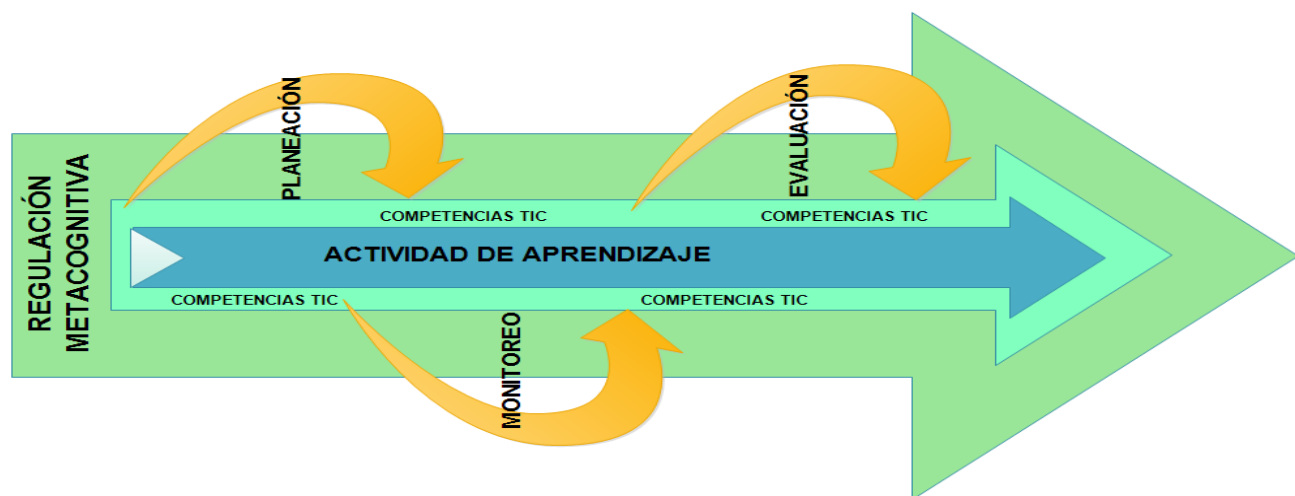 REGULACIÓN
METACOGNITIVA
PLANEACIÓN
EVALUACIÓN
COMPETENCIAS TIC
COMPETENCIAS TIC
ACTIVIDAD DE APRENDIZAJE
COMPETENCIAS TIC
COMPETENCIAS TIC
MONITOREO